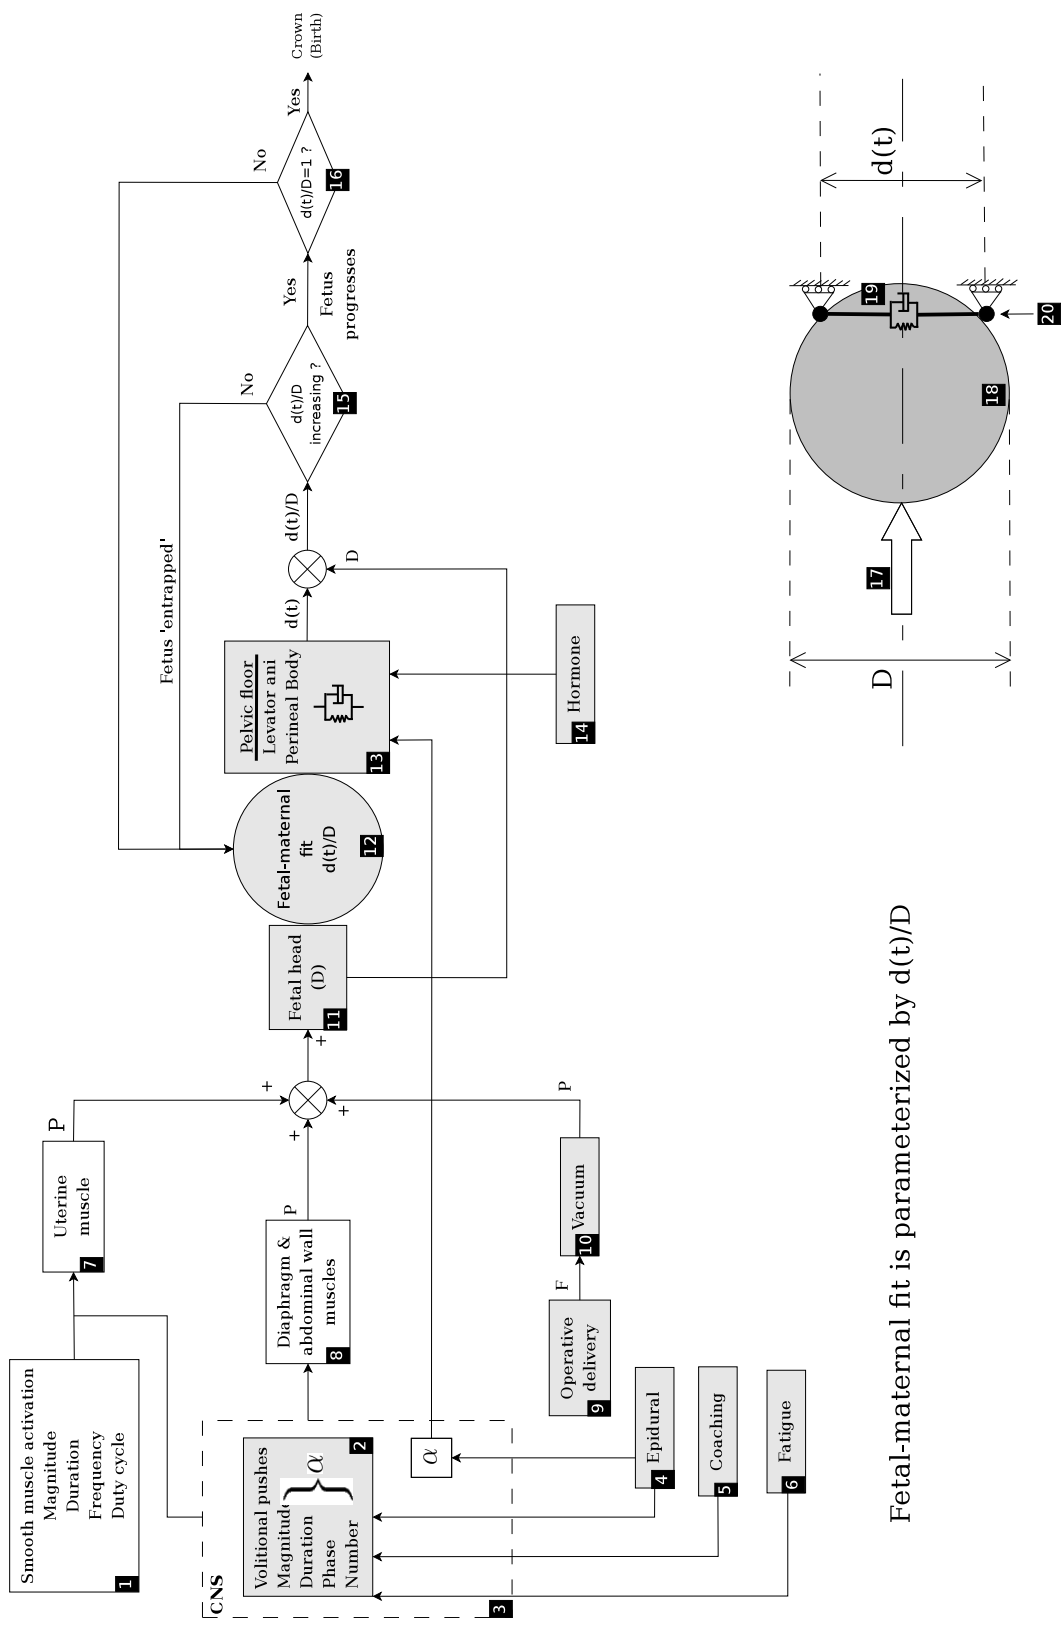 Smooth muscle activation
Magnitude
Duration
Frequency
Duty cycle
1
CNS
Volitional pushes
Magnitude
Duration
Phase
Number
α
2
3
α
Epidural
4
Coaching
5
Fatigue
6
Uterine
muscle
7
P
Diaphragm &
abdominal wall
muscles
8
P
Operative
delivery
9
F
Vacuum
10
P
+
+
+
+
Fetal head
(D)
11
Fetal-maternal
fit
d(t)/D
12
Pelvic floor
Levator ani
Perineal Body
13
Hormone
14
d(t)
D
d(t)/D
Fetus 'entrapped'
d(t)/D
increasing ?
15
No
Yes
Fetus
progresses
d(t)/D=1 ?
16
No
Yes
Crown
(Birth)
Fetal-maternal fit is parameterized by d(t)/D
D
17
18
19
20
d(t)